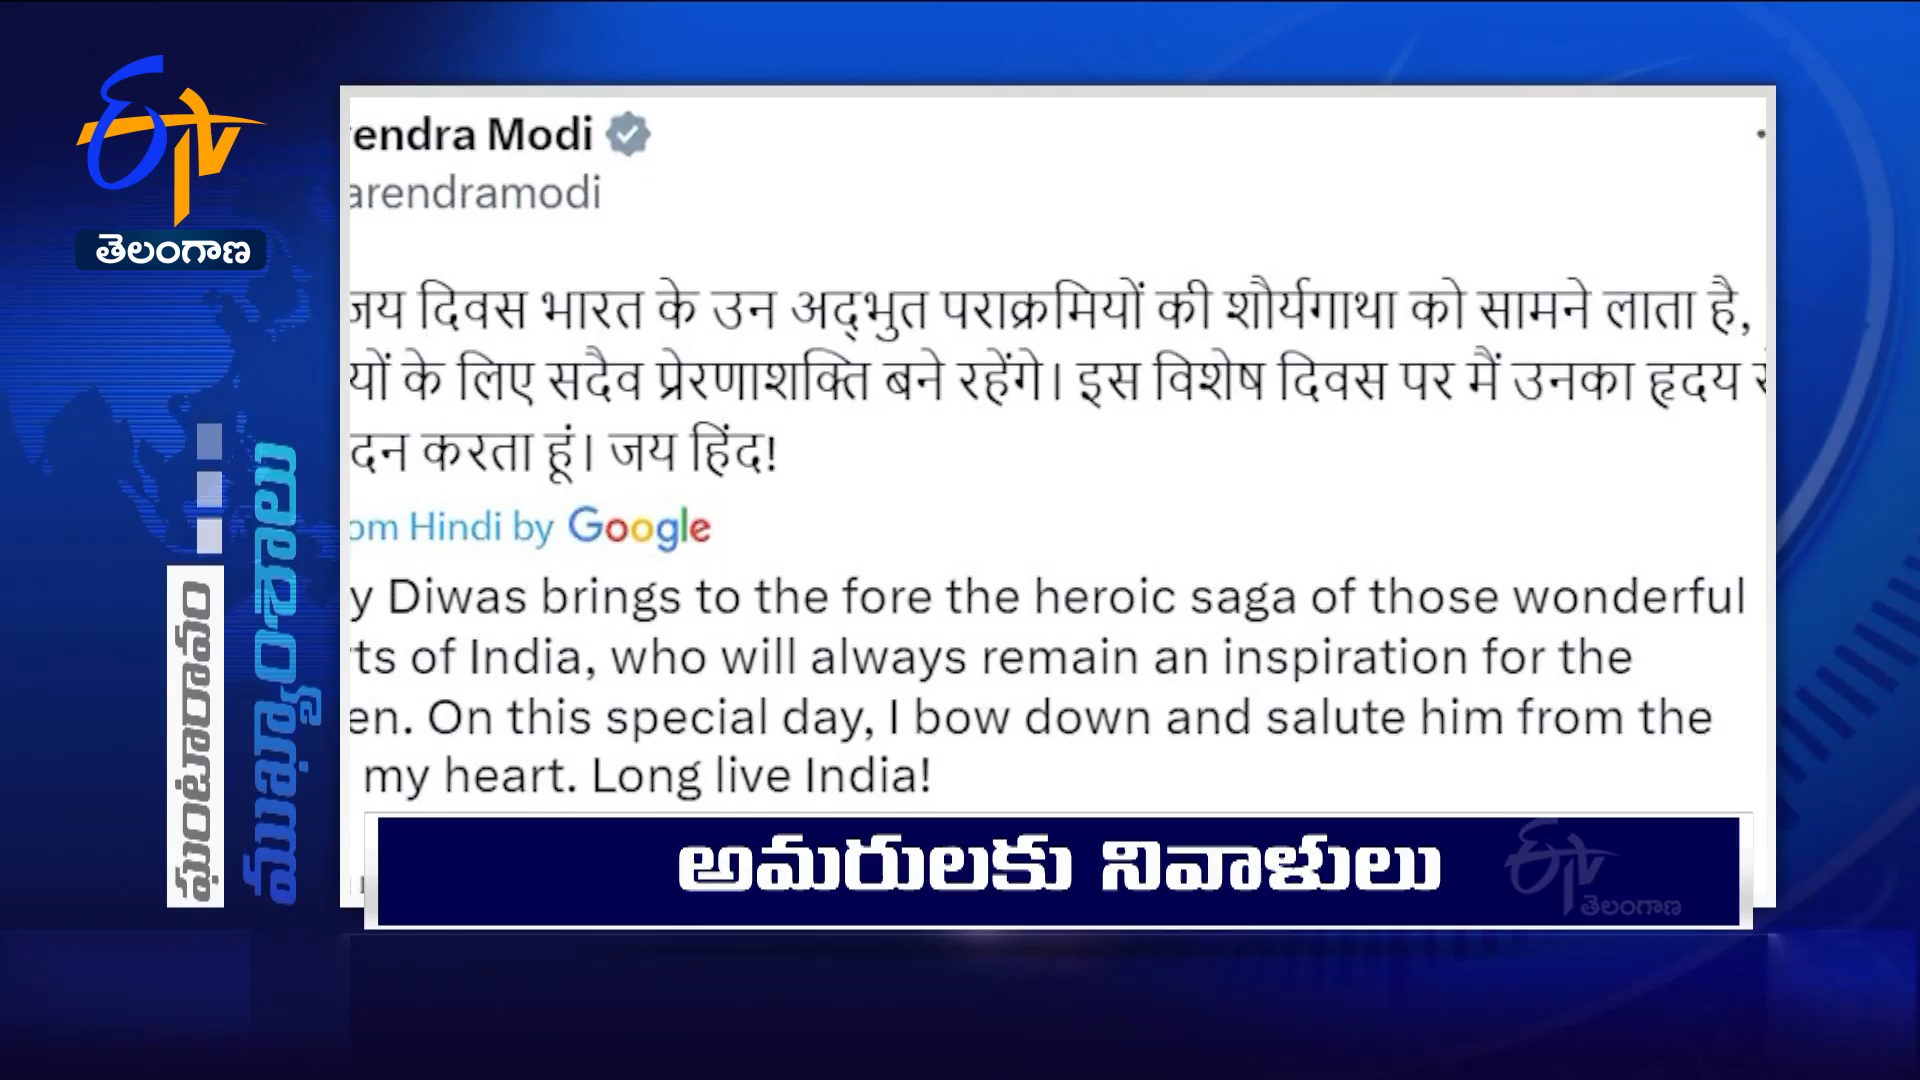 ETV
తెలంగాణ
ఘంటారావం
ముఖ్యాంశాలు
endra Modi
arendramodi
जय दिवस भारत के उन अद्भुत पराक्रमियों की शौर्यगाथा को सामने लाता है,
यों के लिए सदैव प्रेरणाशक्ति बने रहेंगे। इस विशेष दिवस पर मैं उनका हृदय
दन करता हूं। जय हिंद!
om Hindi by Google
y Diwas brings to the fore the heroic saga of those wonderful
ts of India, who will always remain an inspiration for the
en. On this special day, I bow down and salute him from the
my heart. Long live India!
అమరులకు నివాళులు
ETV
తెలంగాణ